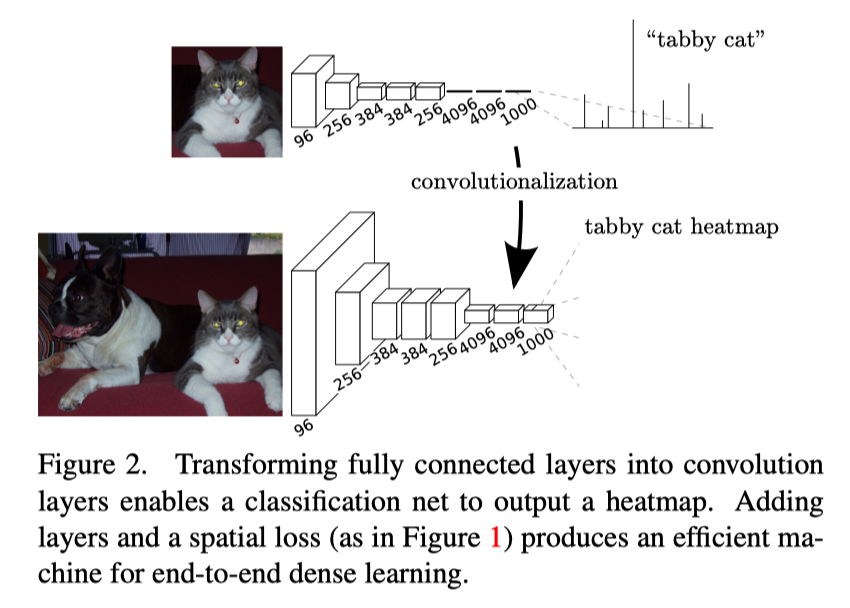 “tabby cat”
96 256 384 384 256 4096 4096 1000
convolutionalization
tabby cat heatmap
96 256 384 384 256 4096 4096 1000
Figure 2. Transforming fully connected layers into convolution
layers enables a classification net to output a heatmap. Adding
layers and a spatial loss (as in Figure 1) produces an efficient ma-
chine for end-to-end dense learning.